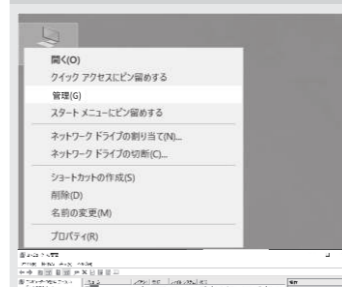 開く(O)
クイック アクセスにピン留めする
管理(G)
スタート メニューにピン留めする
ネットワーク ドライブの割り当て(N)...
ネットワーク ドライブの切断(C)...
ショートカットの作成(S)
削除(D)
名前の変更(M)
プロパティ(R)